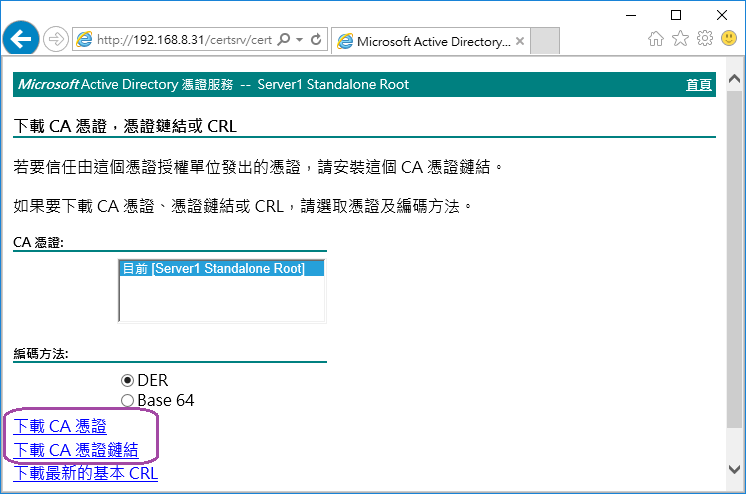 http://192.168.8.31/certsrv/cert
Microsoft Active Directory...
Microsoft Active Directory 憑證服務 -- Server1 Standalone Root 首頁
下載 CA 憑證，憑證鏈結或 CRL
若要信任由這個憑證授權單位發出的憑證，請安裝這個 CA 憑證鏈結。
如果要下載 CA 憑證、憑證鏈結或 CRL，請選取憑證及編碼方法。
CA 憑證:
目前 [Server1 Standalone Root]
編碼方法:
DER
Base 64
下載 CA 憑證
下載 CA 憑證鏈結
下載最新的基本 CRL